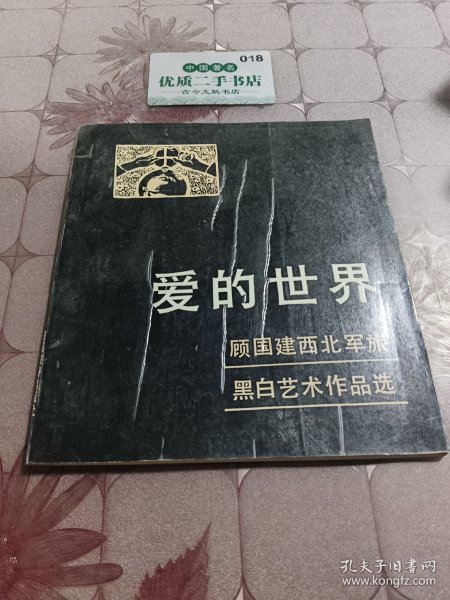 018
中国著名
优质二手书店
古今文献书店
爱的世界
顾国建西北军旅
黑白艺术作品选
孔夫子旧书网
www.kongfz.com